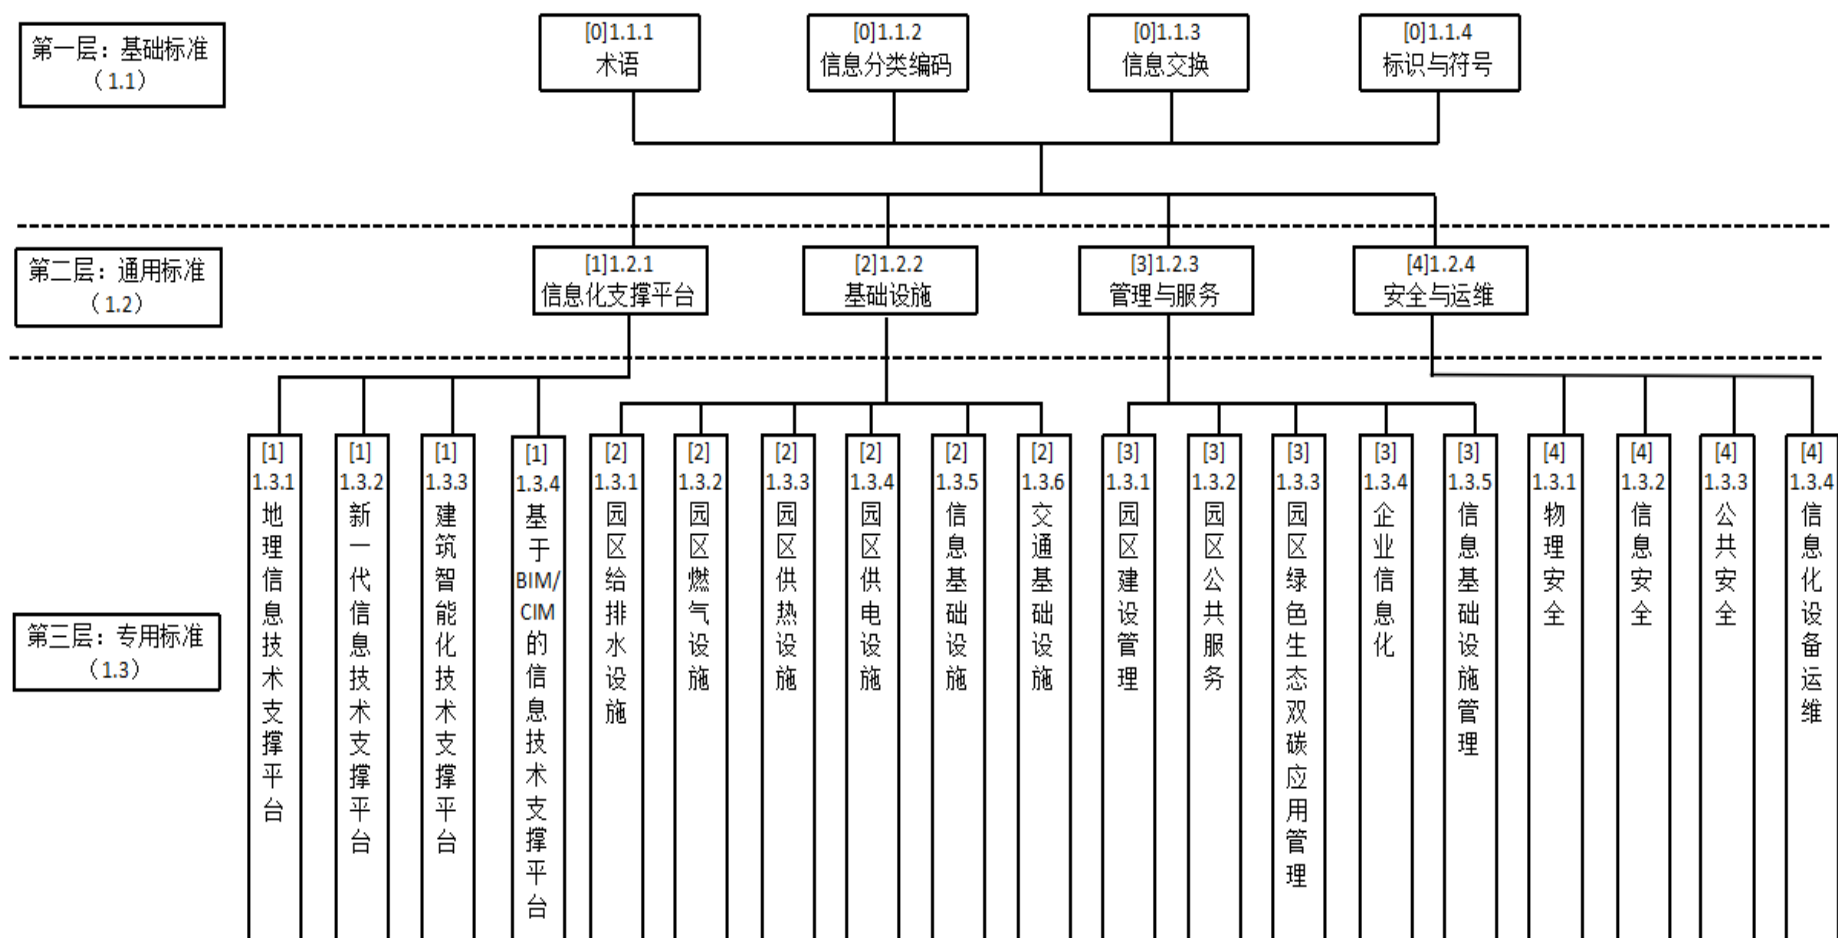 第一层：基础标准
（1.1）
[0]1.1.1
术语
[0]1.1.2
信息分类编码
[0]1.1.3
信息交换
[0]1.1.4
标识与符号
第二层：通用标准
（1.2）
[1]1.2.1
信息化支撑平台
[2]1.2.2
基础设施
[3]1.2.3
管理与服务
[4]1.2.4
安全与运维
第三层：专用标准
（1.3）
[1]
1.3.1
地理信息技术支撑平台
[1]
1.3.2
新一代信息技术支撑平台
[1]
1.3.3
建筑智能化技术支撑平台
[1]
1.3.4
基于BIM/CIM的信息技术支撑平台
[2]
1.3.1
园区给排水设施
[2]
1.3.2
园区燃气设施
[2]
1.3.3
园区供热设施
[2]
1.3.4
园区供电设施
[2]
1.3.5
信息基础设施
[2]
1.3.6
交通基础设施
[3]
1.3.1
园区建设管理
[3]
1.3.2
园区公共服务
[3]
1.3.3
园区绿色生态双碳应用管理
[3]
1.3.4
企业信息化
[3]
1.3.5
信息基础设施管理
[4]
1.3.1
物理安全
[4]
1.3.2
信息安全
[4]
1.3.3
公共安全
[4]
1.3.4
信息化设备运维